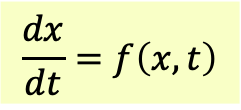 dx/dt = f(x, t)